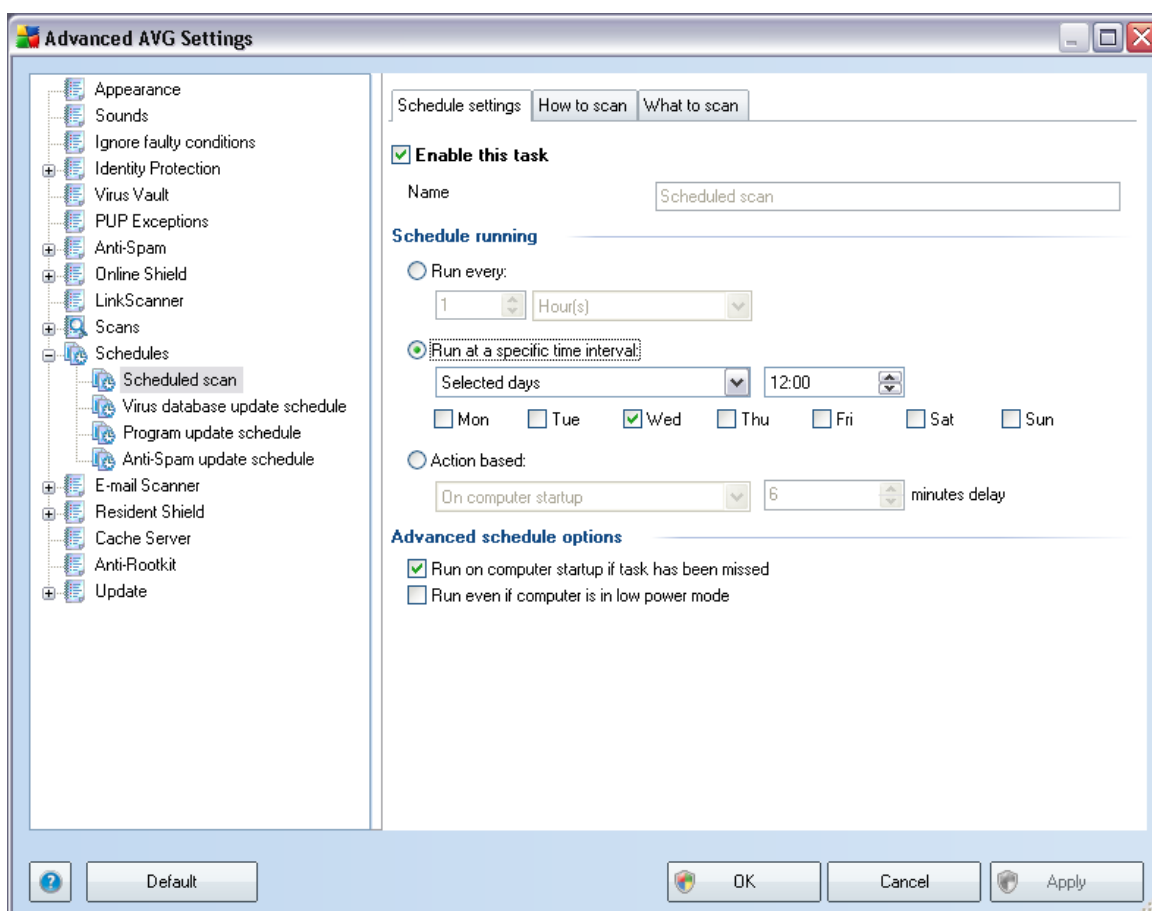 Advanced AVG Settings
Appearance
Sounds
Ignore faulty conditions
Identity Protection
Virus Vault
PUP Exceptions
Anti-Spam
Online Shield
LinkScanner
Scans
Schedules
Scheduled scan
Virus database update schedule
Program update schedule
Anti-Spam update schedule
E-mail Scanner
Resident Shield
Cache Server
Anti-Rootkit
Update
Schedule settings How to scan What to scan
Enable this task
Name Scheduled scan
Schedule running
Run every:
1 Hour(s)
Run at a specific time interval:
Selected days 12:00
Mon Tue Wed Thu Fri Sat Sun
Action based:
On computer startup 6 minutes delay
Advanced schedule options
Run on computer startup if task has been missed
Run even if computer is in low power mode
? Default OK Cancel Apply